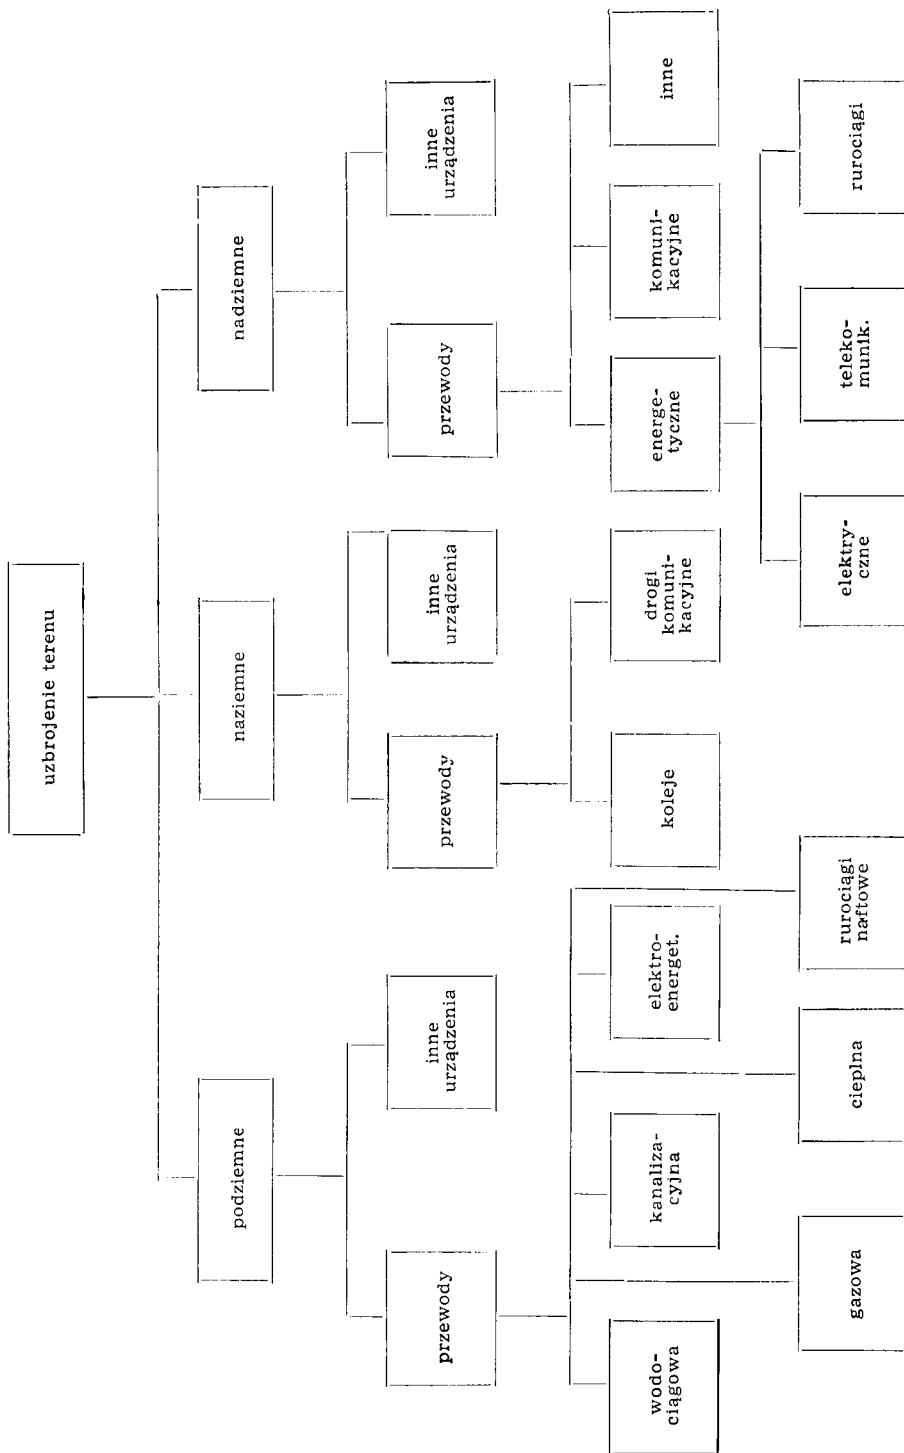 uzbrojenie terenu
podziemne
naziemne
nadziemne
przewody
inne
urządzenia
przewody
inne
urządzenia
przewody
inne
urządzenia
wodo-
ciągowa
kanaliza-
cyjna
elektro-
energet.
koleje
drogi
komuni-
kacyjne
energe-
tyczne
komuni-
kacyjne
inne
gazowa
cieplna
rurociągi
naftowe
elektry-
czne
teleko-
munik.
rurociągi